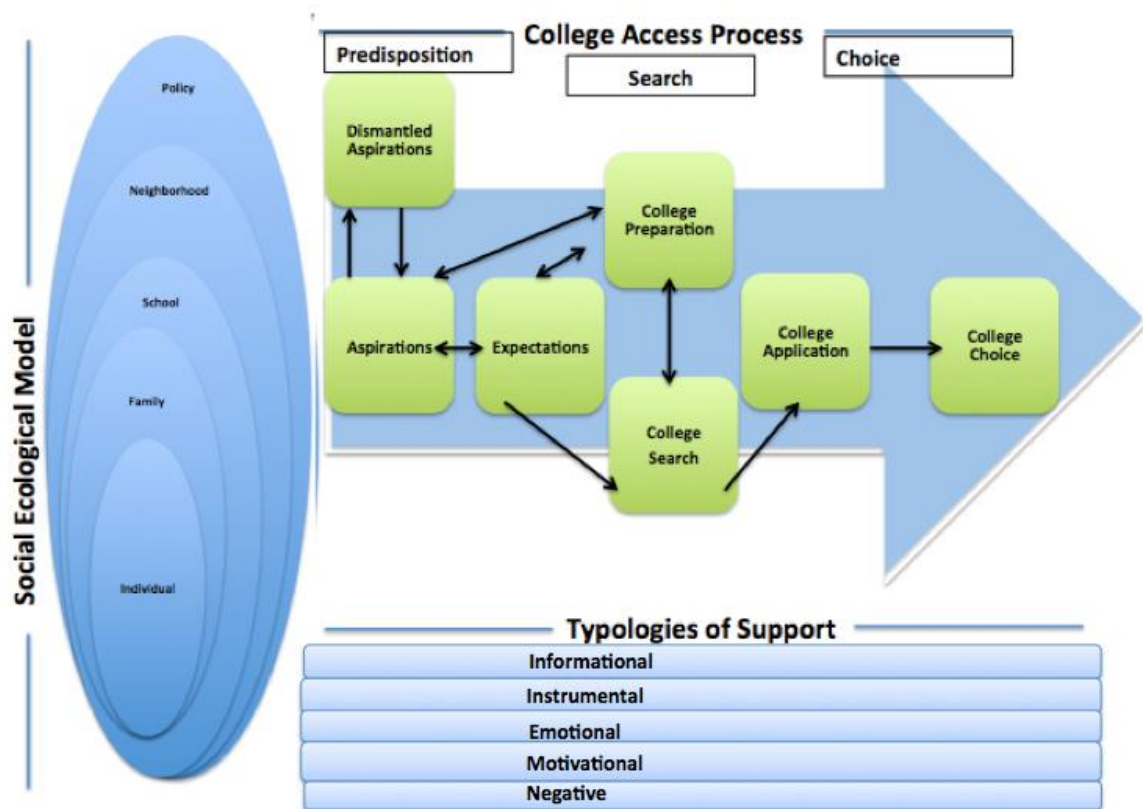 College Access Process
Predisposition
Search
Choice
Social Ecological Model
Policy
Neighborhood
School
Family
Individual
Dismantled
Aspirations
College
Preparation
Aspirations
Expectations
College
Application
College
Choice
College
Search
Typologies of Support
Informational
Instrumental
Emotional
Motivational
Negative